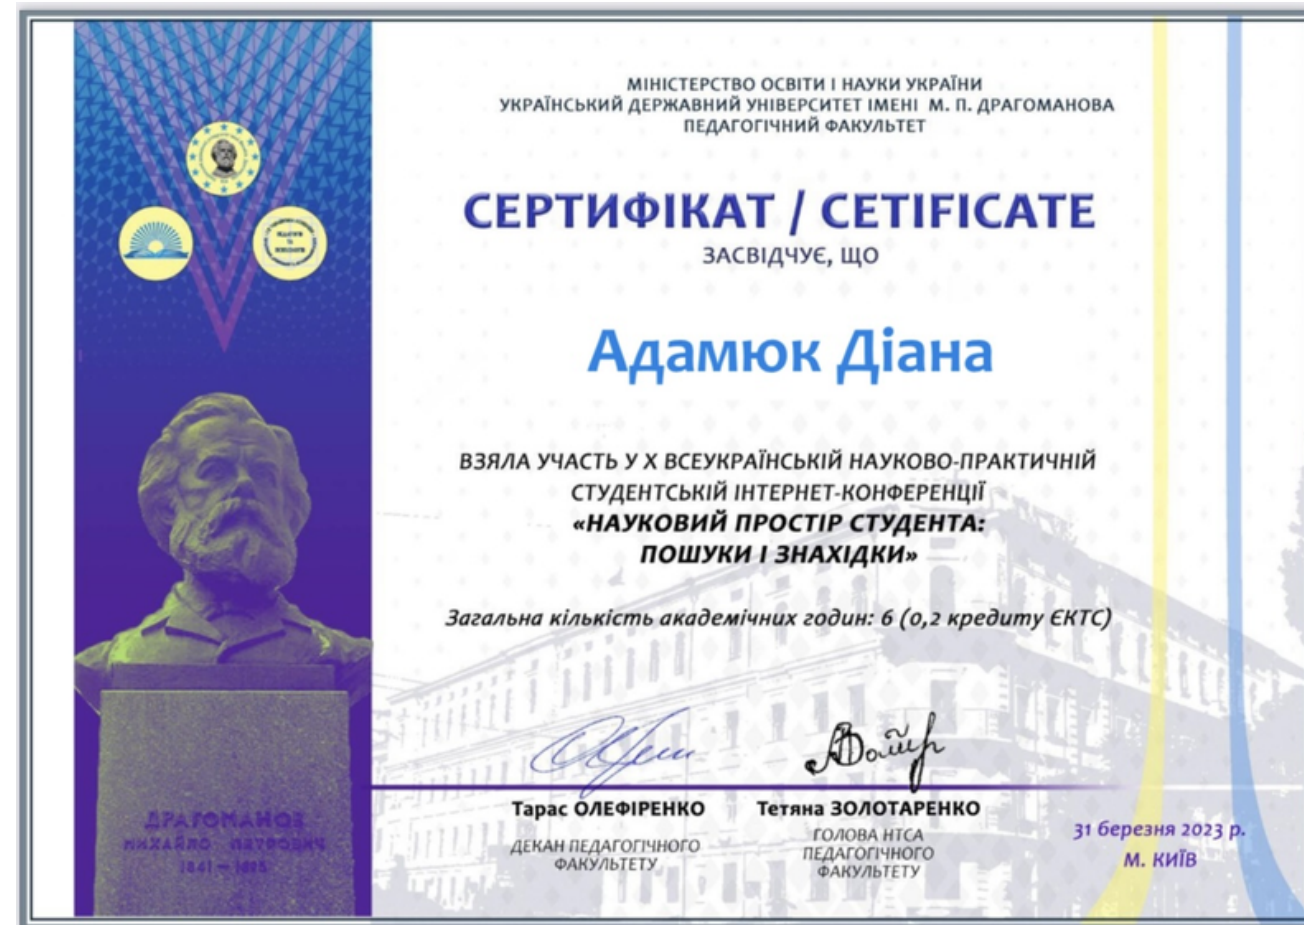 МІНІСТЕРСТВО ОСВІТИ І НАУКИ УКРАЇНИ
УКРАЇНСЬКИЙ ДЕРЖАВНИЙ УНІВЕРСИТЕТ ІМЕНІ М. П. ДРАГОМАНОВА
ПЕДАГОГІЧНИЙ ФАКУЛЬТЕТ
СЕРТИФІКАТ / CETIFICATE
ЗАСВІДЧУЄ, ЩО
Адамюк Діана
ВЗЯЛА УЧАСТЬ У X ВСЕУКРАЇНСЬКІЙ НАУКОВО-ПРАКТИЧНІЙ
СТУДЕНТСЬКІЙ ІНТЕРНЕТ-КОНФЕРЕНЦІЇ
«НАУКОВИЙ ПРОСТІР СТУДЕНТА:
ПОШУКИ І ЗНАХІДКИ»
Загальна кількість академічних годин: 6 (0,2 кредиту ЄКТС)
Тарас ОЛЕФІРЕНКО
ДЕКАН ПЕДАГОГІЧНОГО
ФАКУЛЬТЕТУ
Тетяна ЗОЛОТАРЕНКО
ГОЛОВА НТСА
ПЕДАГОГІЧНОГО
ФАКУЛЬТЕТУ
31 березня 2023 р.
М. КИЇВ
ДРАГОМАНОВ
МИХАЙЛО ПЕТРОВИЧ
1841 — 1895